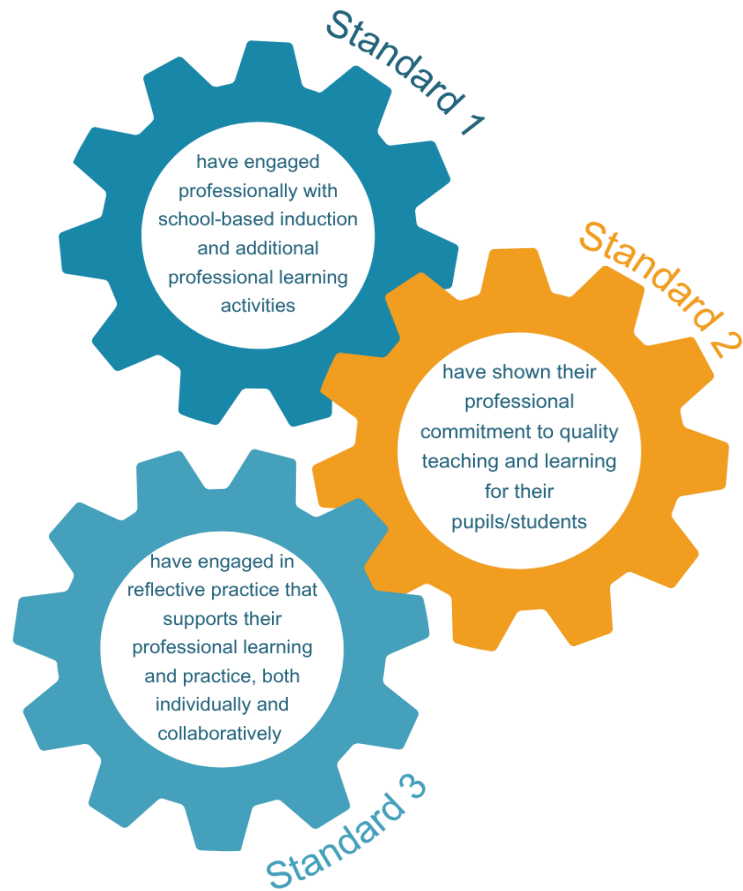 Standard 1
have engaged
professionally with
school-based induction
and additional
professional learning
activities
Standard 2
have shown their
professional
commitment to quality
teaching and learning
for their
pupils/students
have engaged in
reflective practice that
supports their
professional learning
and practice, both
individually and
collaboratively
Standard 3